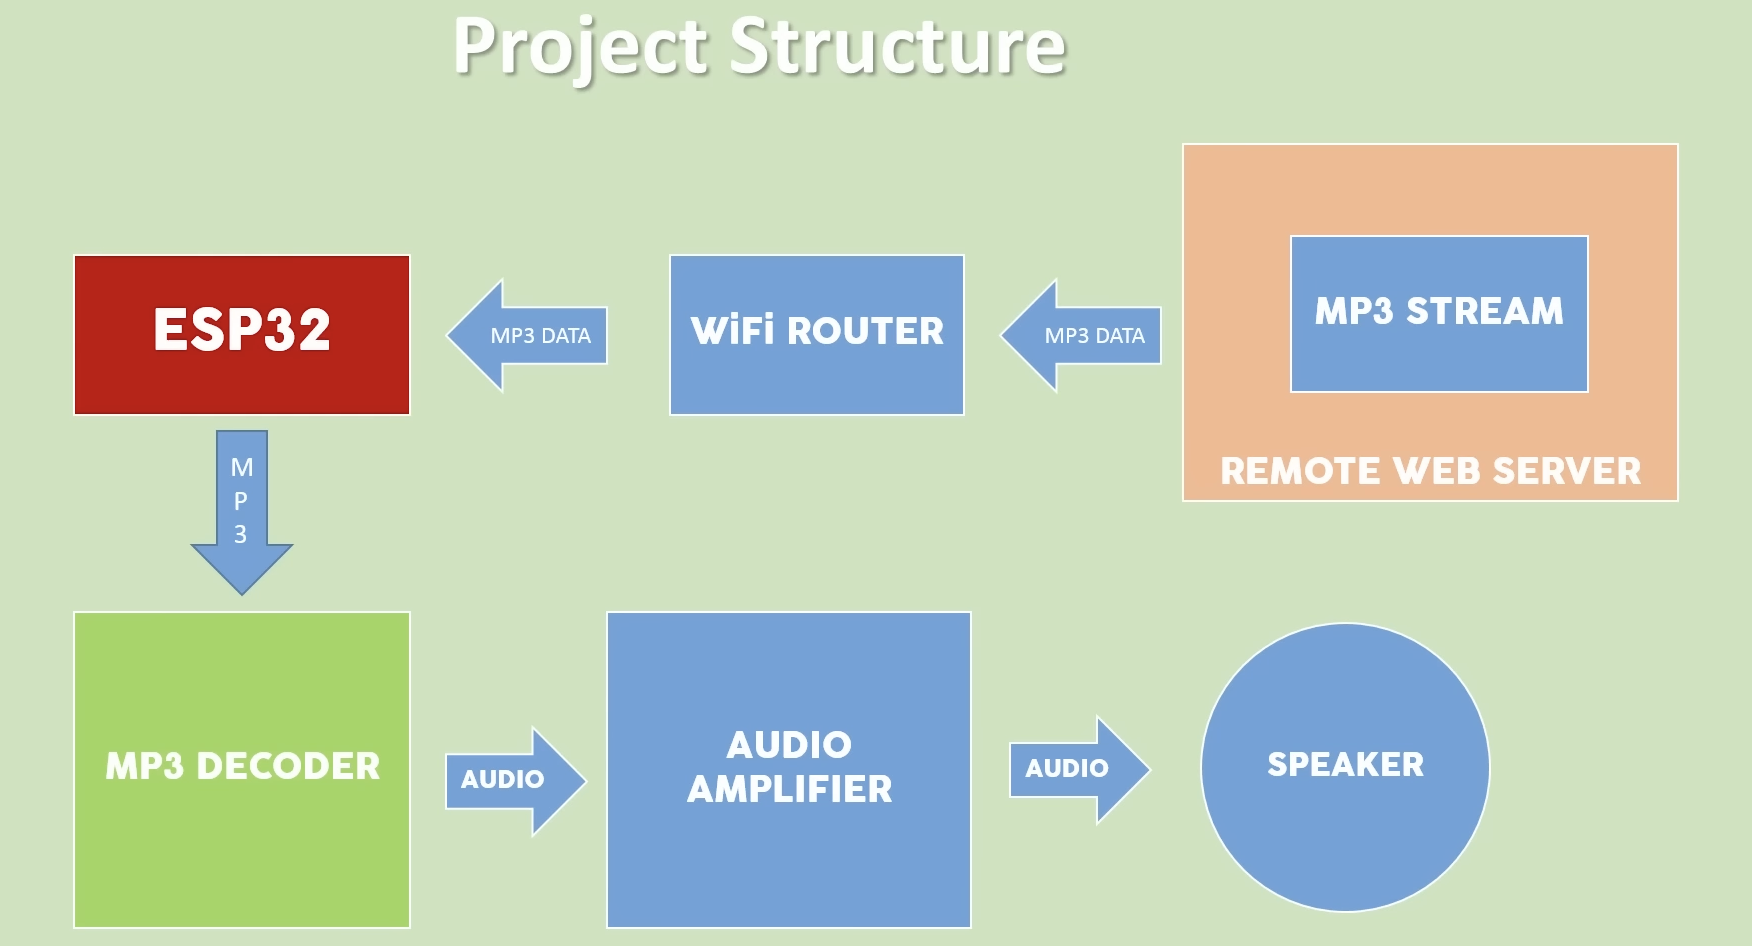 Project Structure
ESP32
MP3 DATA
WiFi ROUTER
MP3 DATA
MP3 STREAM
REMOTE WEB SERVER
M
P
3
MP3 DECODER
AUDIO
AUDIO
AMPLIFIER
AUDIO
SPEAKER